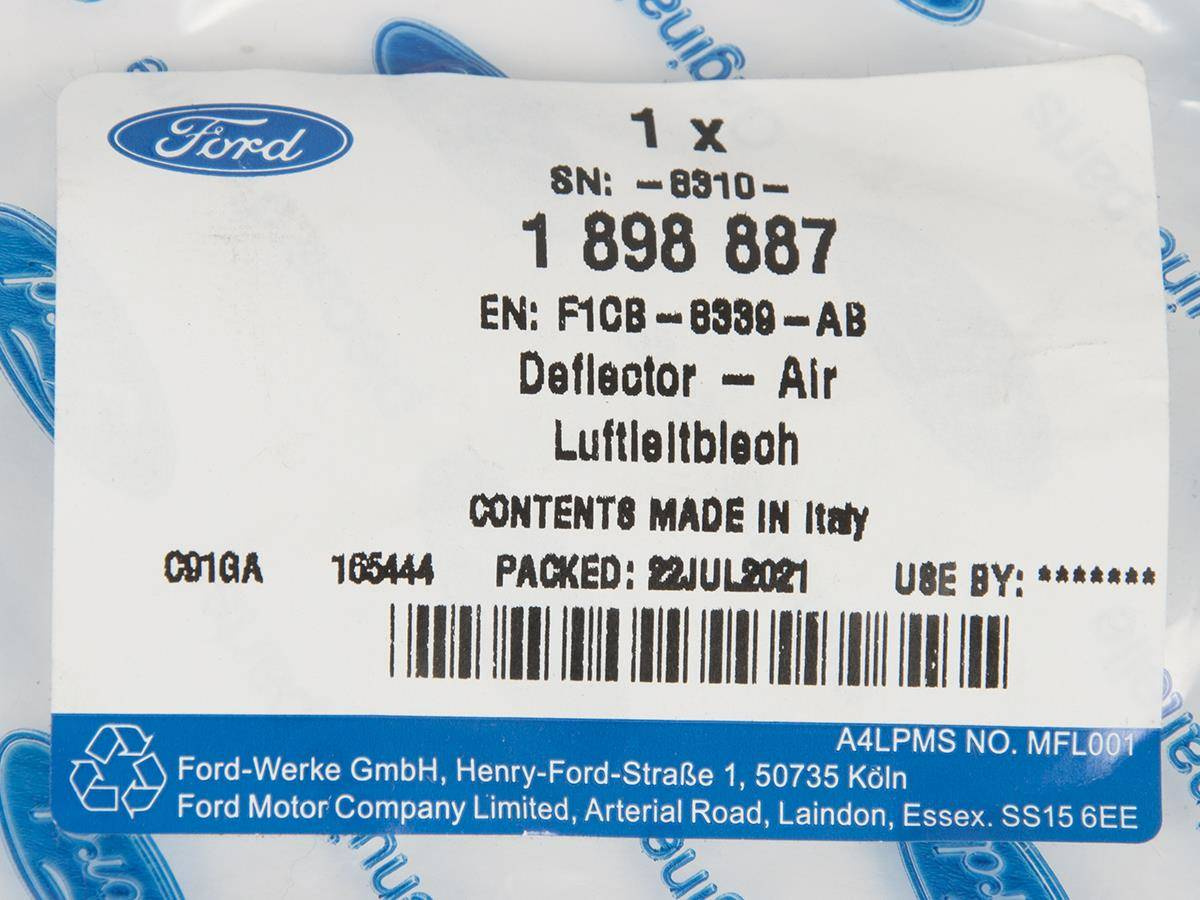 Ford
1 x
SN: -8310-
1 898 887
EN: F1CB-8339-AB
Deflector - Air
Luftleitblech
CONTENTS MADE IN Italy
C91GA 165444 PACKED: 22JUL2021 USE BY: *******
A4LPMS NO. MFL001
Ford-Werke GmbH, Henry-Ford-Straße 1, 50735 Köln
Ford Motor Company Limited, Arterial Road, Laindon, Essex. SS15 6EE